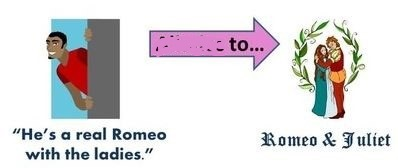 to...
"He's a real Romeo
with the ladies."
Romeo & Juliet